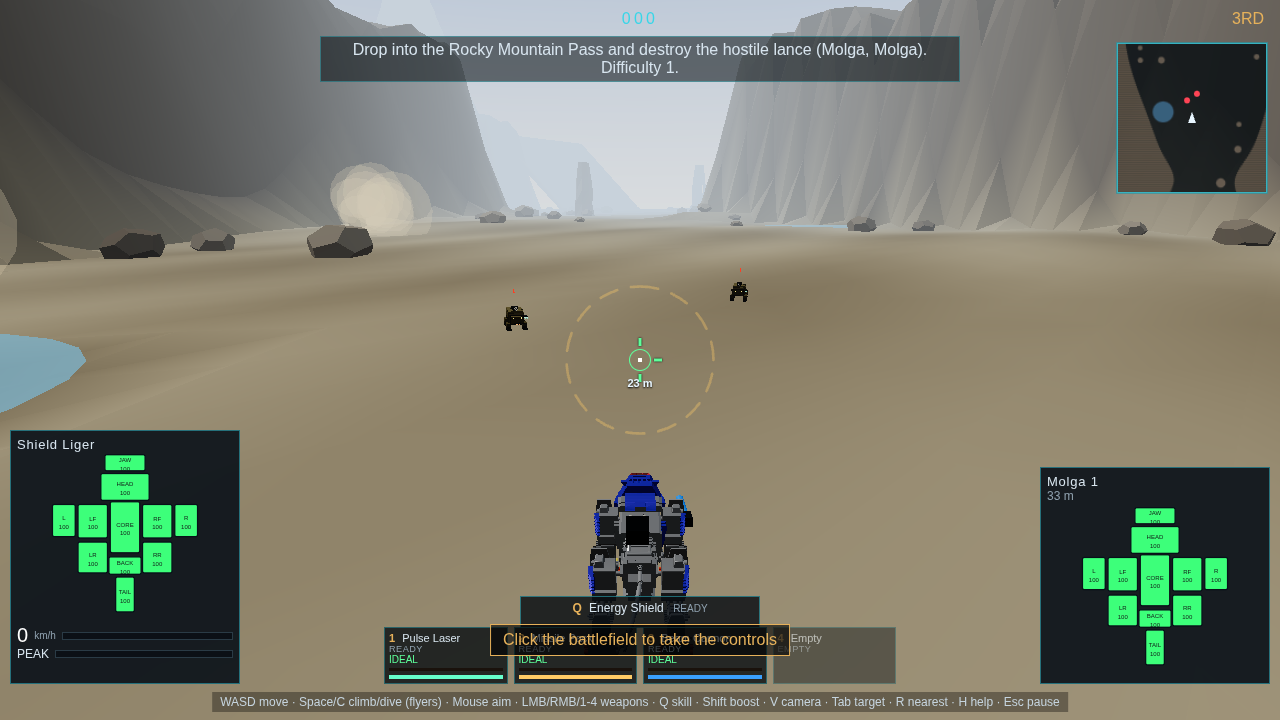 000
3RD
Drop into the Rocky Mountain Pass and destroy the hostile lance (Molga, Molga).
Difficulty 1.
23 m
Shield Liger
JAW
100
HEAD
100
L
100
LF
100
CORE
100
RF
100
R
100
LR
100
BACK
100
RR
100
TAIL
100
0 km/h
PEAK
Molga 1
33 m
JAW
100
HEAD
100
L
100
LF
100
CORE
100
RF
100
R
100
LR
100
BACK
100
RR
100
TAIL
100
Q Energy Shield READY
1 Pulse Laser
READY
IDEAL
READY
IDEAL
READY
IDEAL
Empty
EMPTY
Click the battlefield to take the controls
WASD move · Space/C climb/dive (flyers) · Mouse aim · LMB/RMB/1-4 weapons · Q skill · Shift boost · V camera · Tab target · R nearest · H help · Esc pause